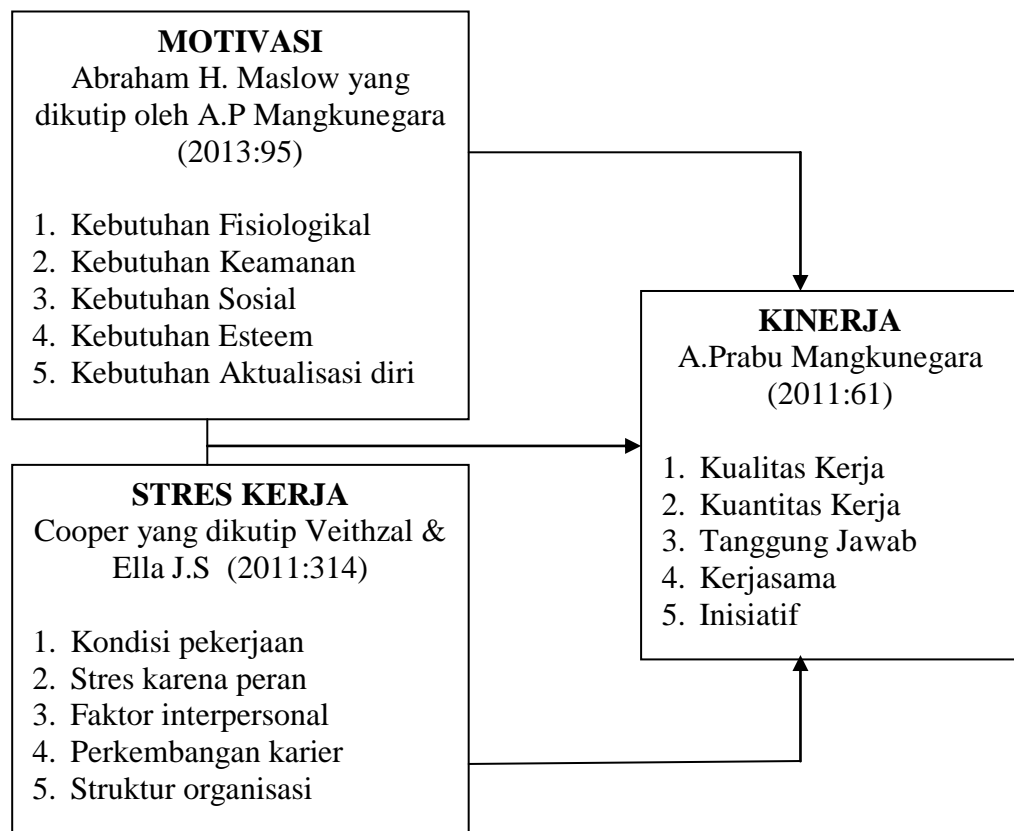 MOTIVASI
Abraham H. Maslow yang
dikutip oleh A.P Mangkunegara
(2013:95)
1. Kebutuhan Fisiologikal
2. Kebutuhan Keamanan
3. Kebutuhan Sosial
4. Kebutuhan Esteem
5. Kebutuhan Aktualisasi diri
STRES KERJA
Cooper yang dikutip Veithzal &
Ella J.S (2011:314)
1. Kondisi pekerjaan
2. Stres karena peran
3. Faktor interpersonal
4. Perkembangan karier
5. Struktur organisasi
KINERJA
A.Prabu Mangkunegara
(2011:61)
1. Kualitas Kerja
2. Kuantitas Kerja
3. Tanggung Jawab
4. Kerjasama
5. Inisiatif